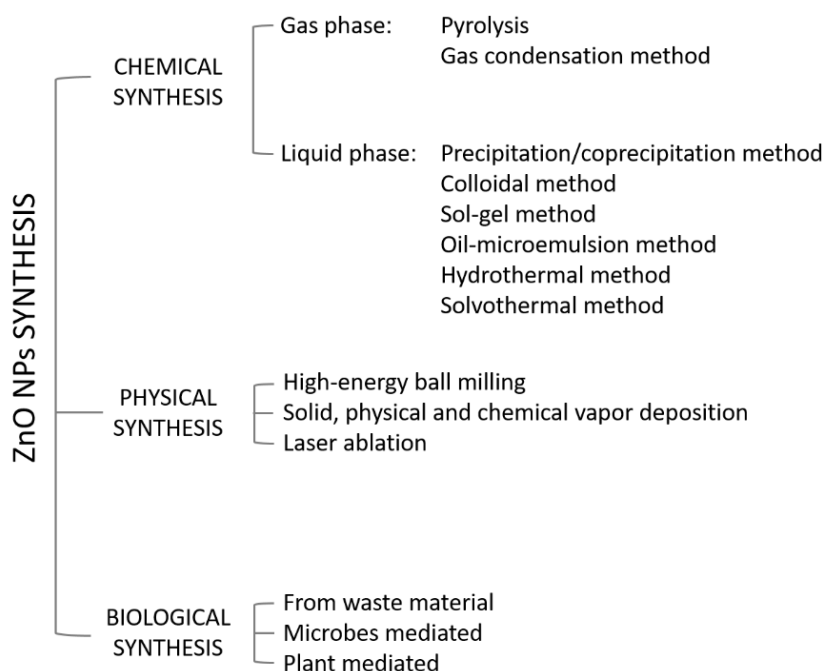 ZnO NPs SYNTHESIS
CHEMICAL
SYNTHESIS
Gas phase: Pyrolysis
Gas condensation method
Liquid phase: Precipitation/coprecipitation method
Colloidal method
Sol-gel method
Oil-microemulsion method
Hydrothermal method
Solvothermal method
PHYSICAL
SYNTHESIS
High-energy ball milling
Solid, physical and chemical vapor deposition
Laser ablation
BIOLOGICAL
SYNTHESIS
From waste material
Microbes mediated
Plant mediated